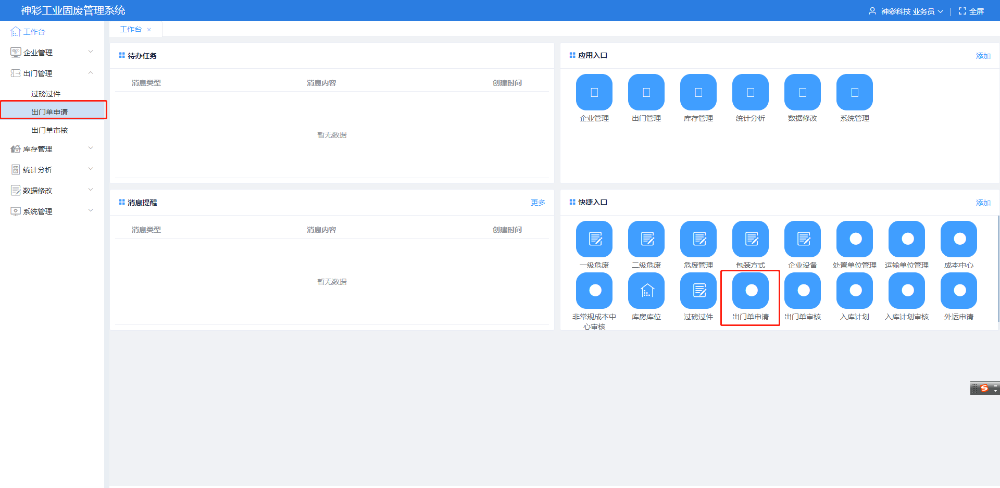 神彩工业固废管理系统
神彩科技 业务员
全屏
工作台
企业管理
出门管理
过磅过件
出门单申请
出门单审核
库存管理
统计分析
数据修改
系统管理
工作台
待办任务
消息类型 消息内容 创建时间
暂无数据
应用入口 添加
企业管理 出门管理 库存管理 统计分析 数据修改 系统管理
消息提醒 更多
消息类型 消息内容 创建时间
暂无数据
快捷入口 添加
一级危废 二级危废 危废管理 包装方式 企业设备 处置单位管理 运输单位管理 成本中心
非常规成本中
心审核
库房库位 过磅过件 出门单申请 出门单审核 入库计划 入库计划审核 外运申请